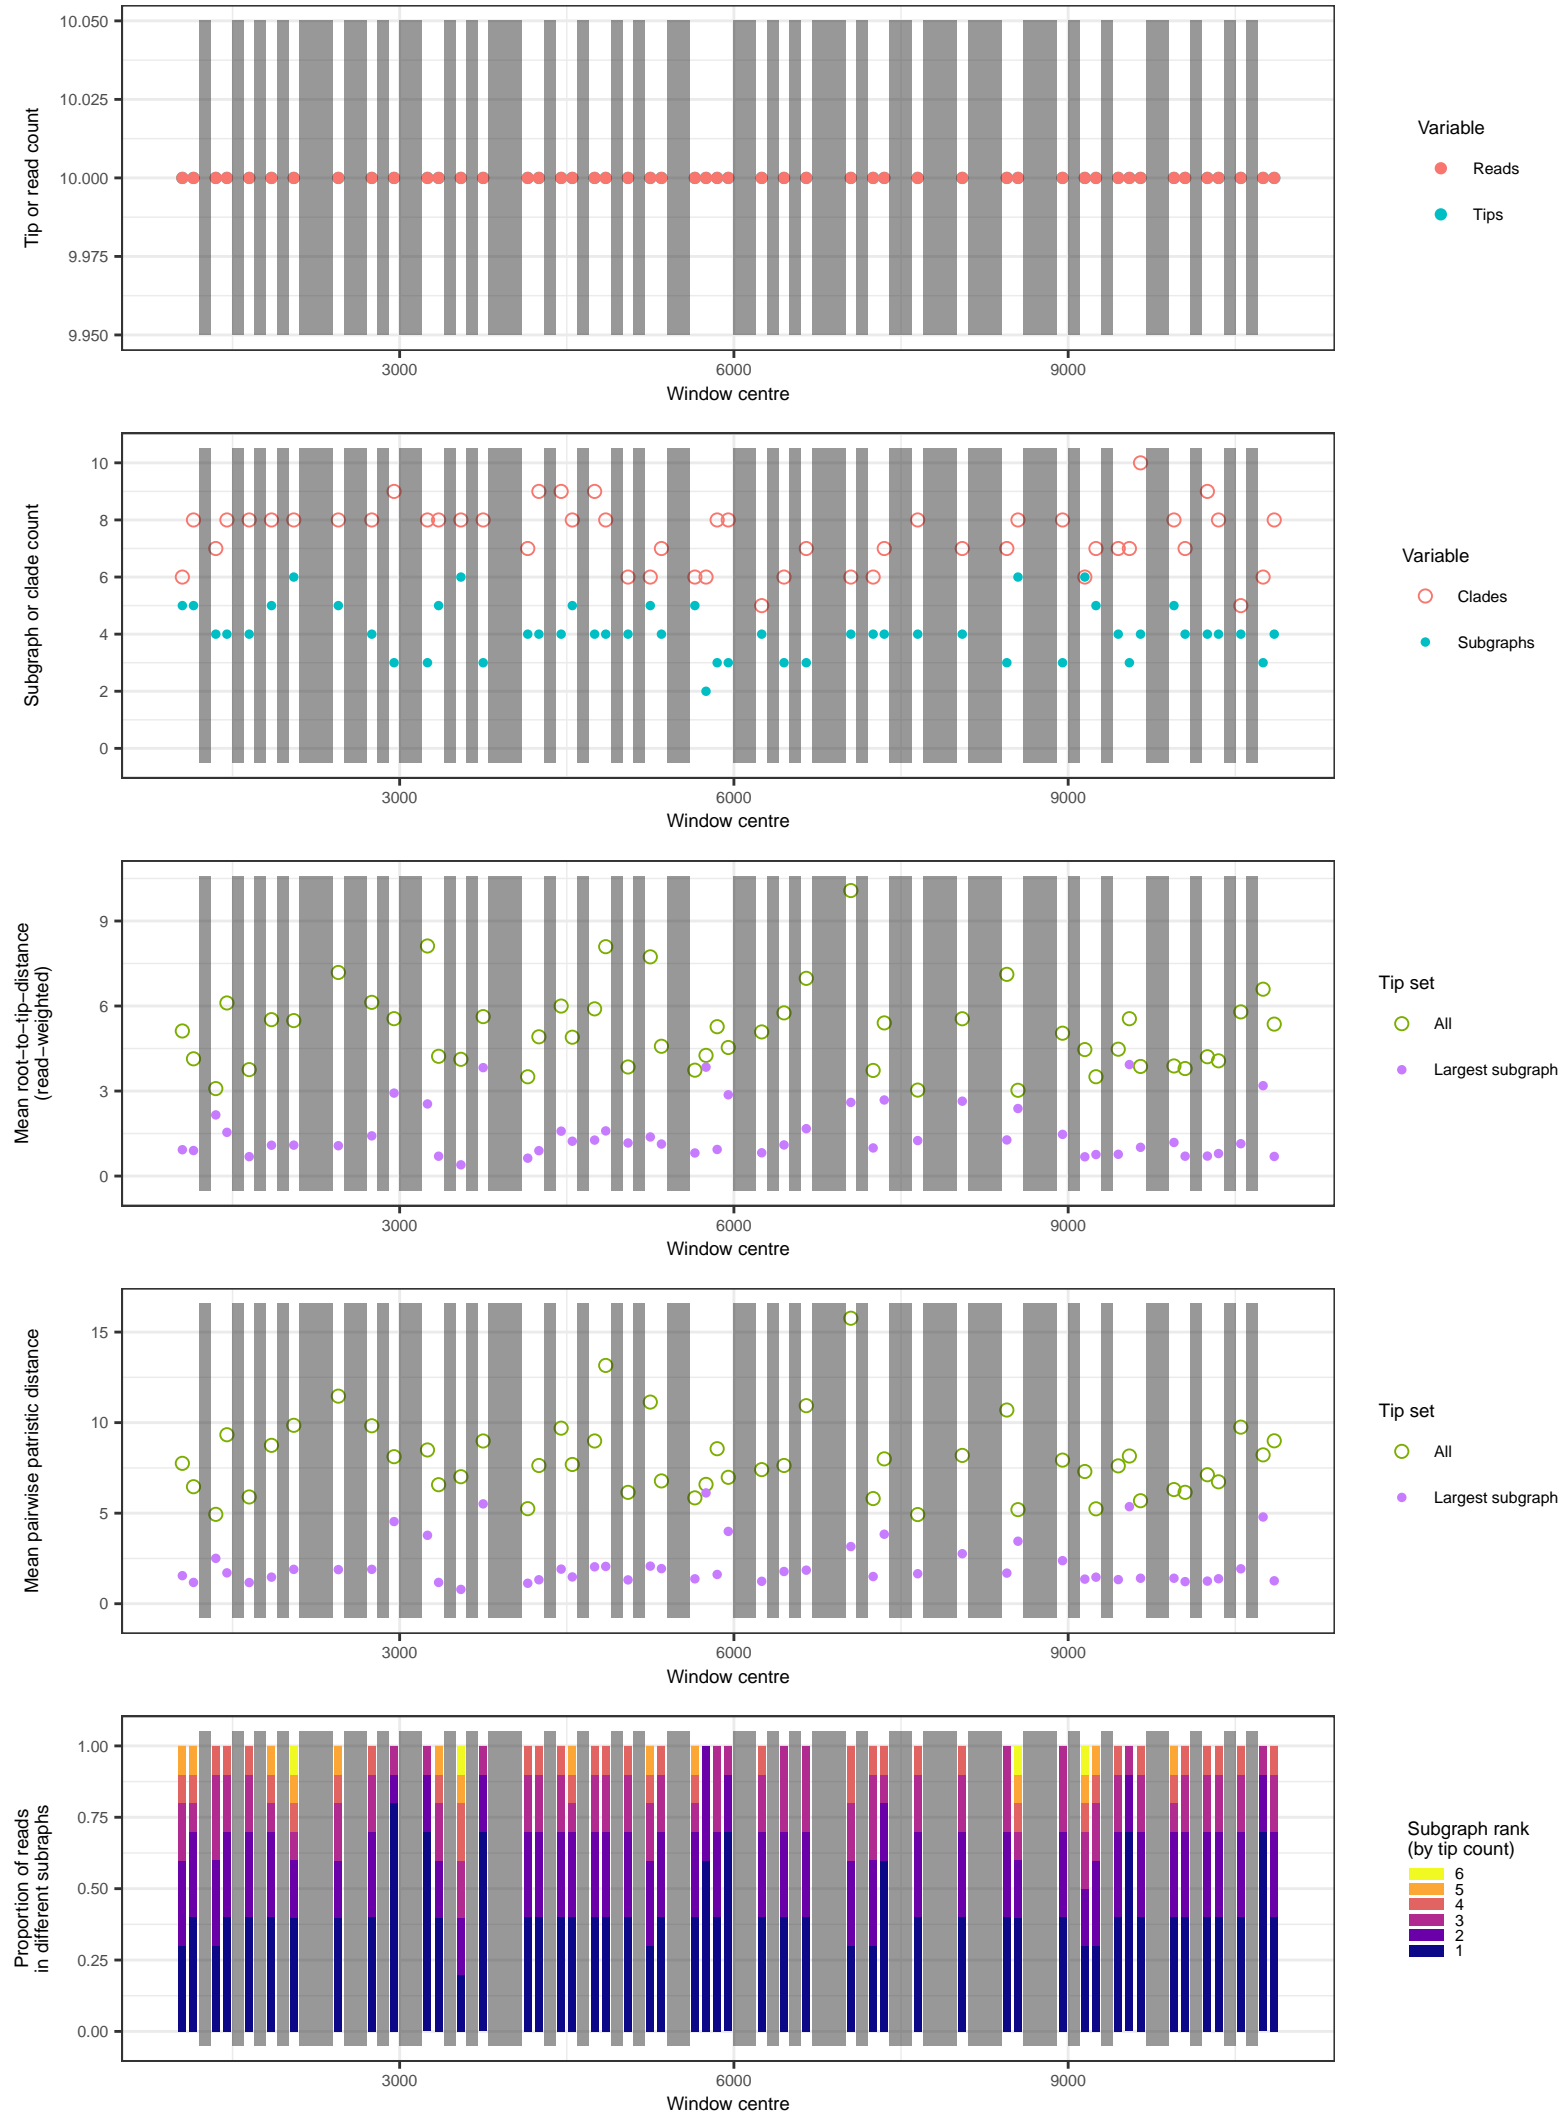 10.050
10.025
10.000
9.975
9.950
Tip or read count
3000
6000
9000
Window centre
Variable
Reads
Tips
10
8
6
4
2
0
Subgraph or clade count
3000
6000
9000
Window centre
Variable
Clades
Subgraphs
9
6
3
0
Mean root−to−tip−distance
(read−weighted)
3000
6000
9000
Window centre
Tip set
All
Largest subgraph
15
10
5
0
Mean pairwise patristic distance
3000
6000
9000
Window centre
Tip set
All
Largest subgraph
1.00
0.75
0.50
0.25
0.00
Proportion of reads
in different subraphs
3000
6000
9000
Window centre
Subgraph rank
(by tip count)
6
5
4
3
2
1